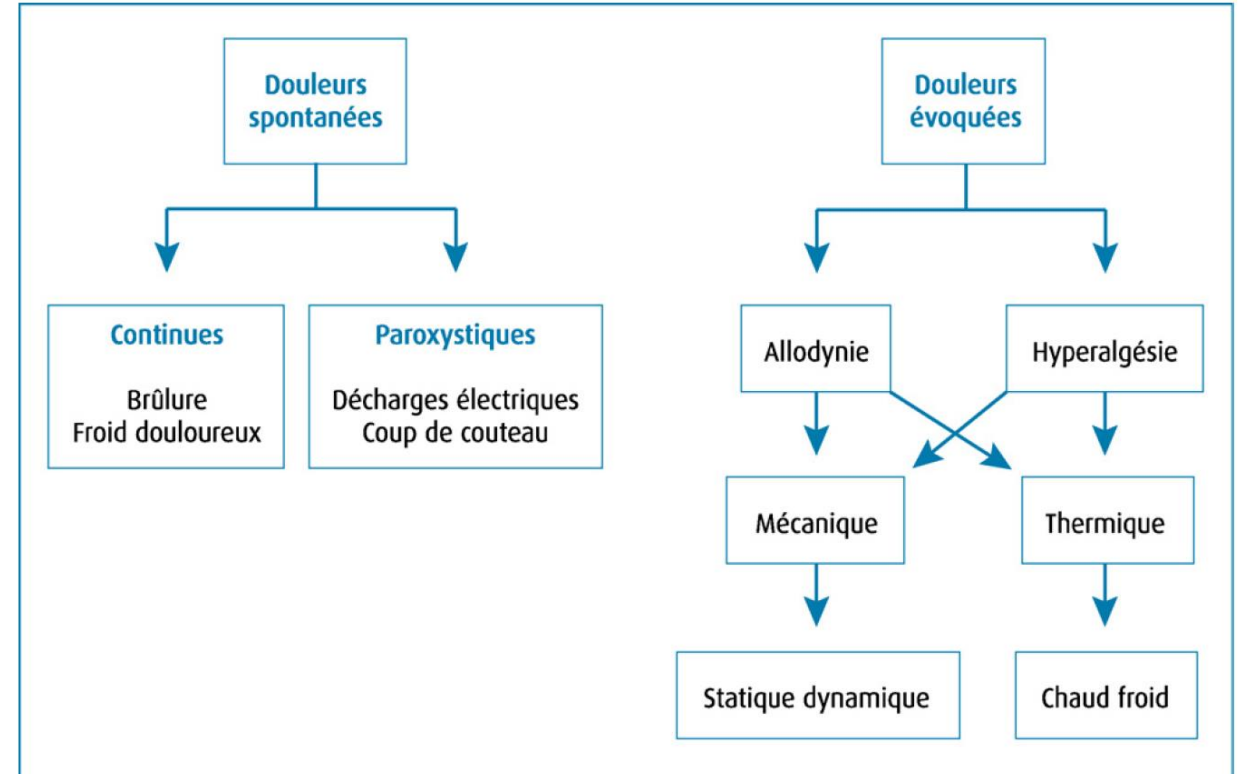 Douleurs
spontanées
Douleurs
évoquées
Continues
Brûlure
Froid douloureux
Paroxystiques
Décharges électriques
Coup de couteau
Allodynie
Hyperalgésie
Mécanique
Thermique
Statique dynamique
Chaud froid